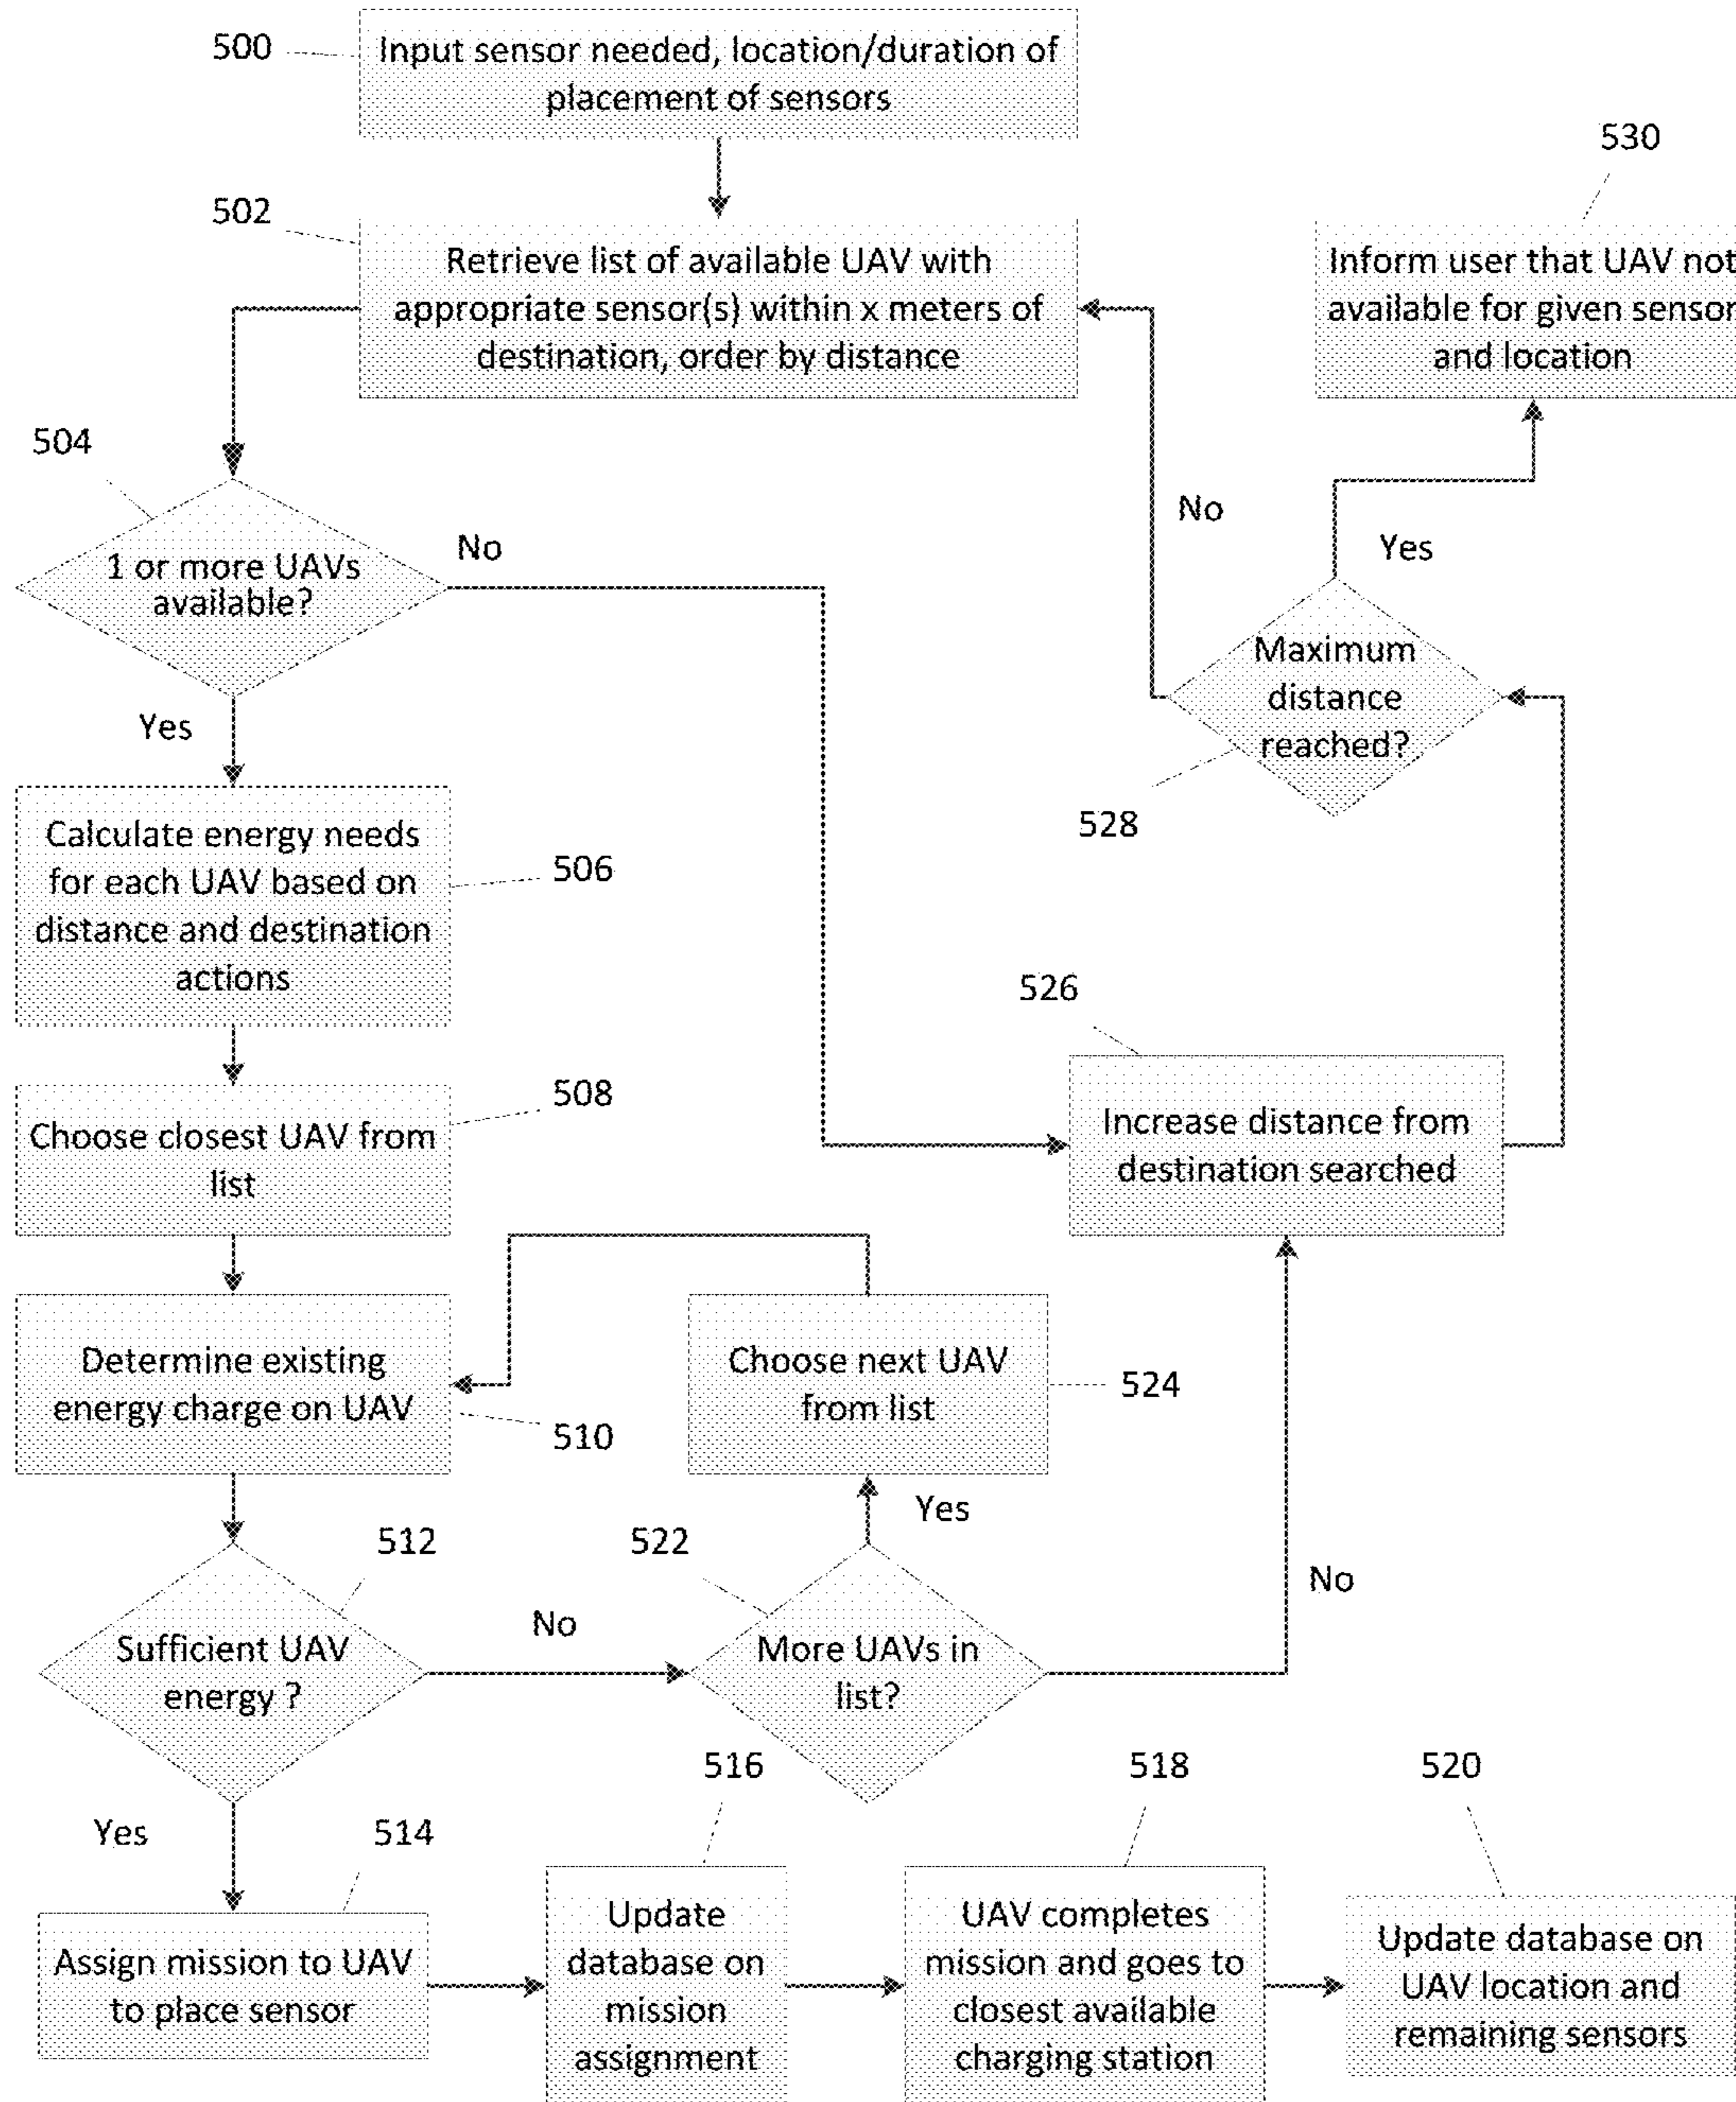 500
Input sensor needed, location/duration of
placement of sensors
530
502
Retrieve list of available UAV with
appropriate sensor(s) within x meters of
destination, order by distance
Inform user that UAV not
available for given sensor
and location
504
1 or more UAVs
available?
No
No
Yes
Maximum
distance
reached?
528
Yes
Calculate energy needs
for each UAV based on
distance and destination
actions
506
526
Increase distance from
destination searched
508
Choose closest UAV from
list
Determine existing
energy charge on UAV
510
Choose next UAV
from list
524
Yes
512
522
No
Sufficient UAV
energy ?
No
More UAVs in
list?
Yes
514
516
518
520
Assign mission to UAV
to place sensor
Update
database on
mission
assignment
UAV completes
mission and goes to
closest available
charging station
Update database on
UAV location and
remaining sensors